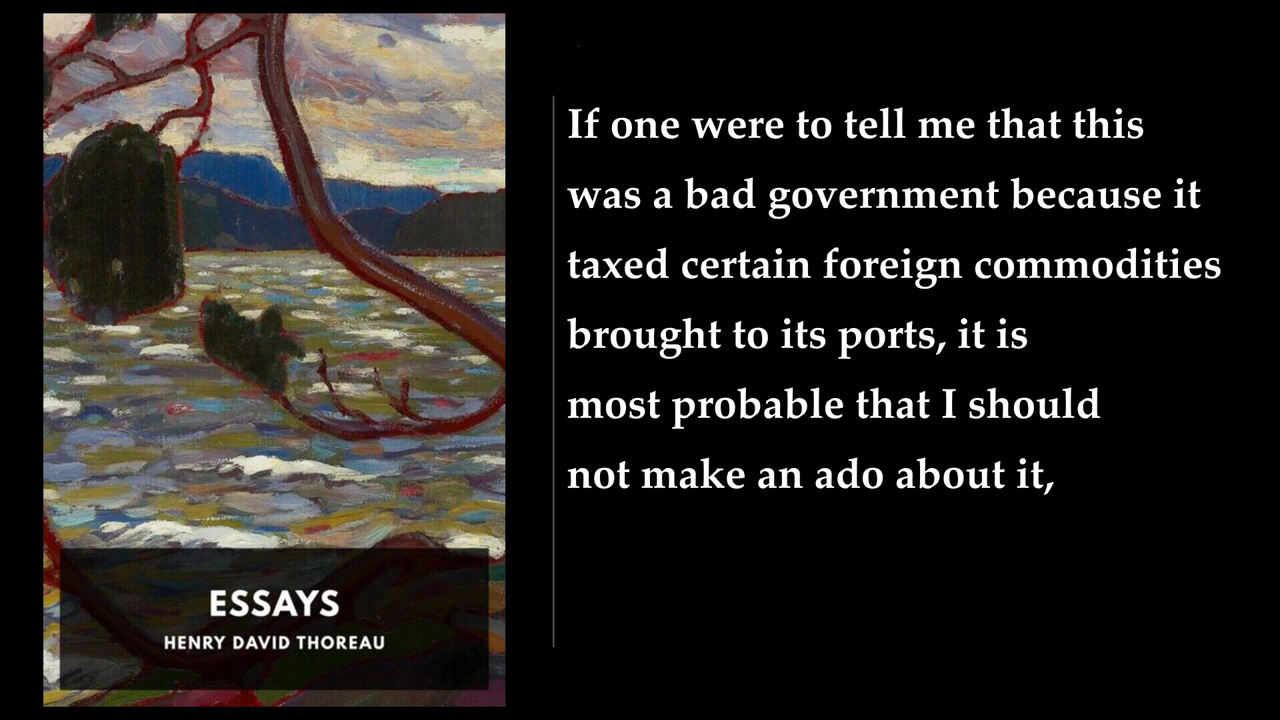 If one were to tell me that this
was a bad government because it
taxed certain foreign commodities
brought to its ports, it is
most probable that I should
not make an ado about it,
ESSAYS
HENRY DAVID THOREAU